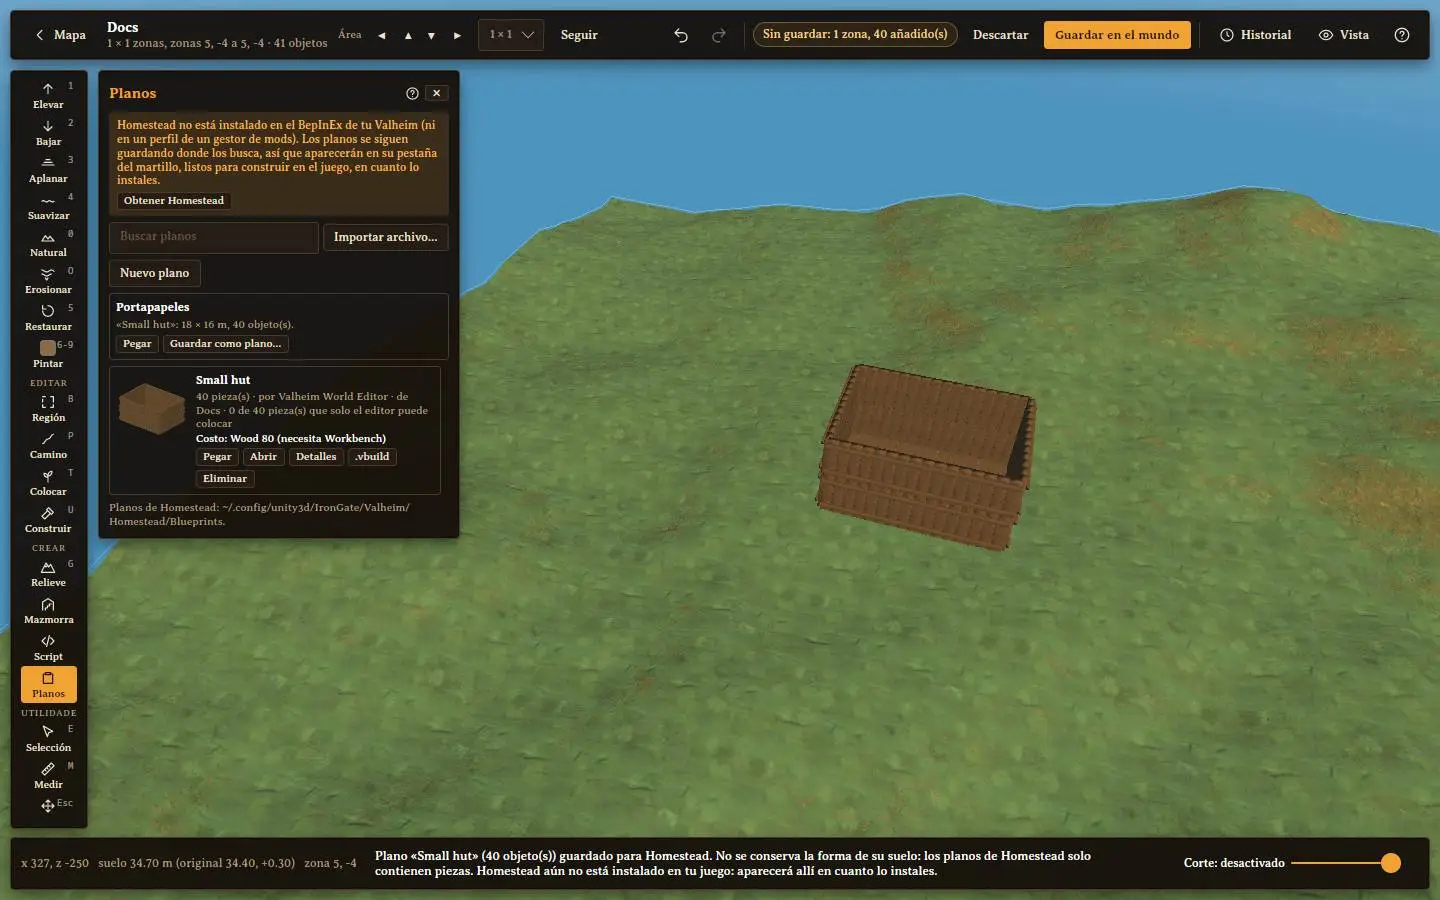 Mapa
Docs
1 × 1 zonas, zonas 5, -4 a 5, -4 · 41 objetos
Área
1×1
Seguir
Sin guardar: 1 zona, 40 añadido(s)
Descartar
Guardar en el mundo
Historial
Vista
1
Elevar
2
Bajar
3
Aplanar
4
Suavizar
0
Natural
O
Erosionar
5
Restaurar
6-9
Pintar
EDITAR
B
Región
P
Camino
T
Colocar
U
Construir
CREAR
G
Relieve
Mazmorra
Script
Planos
UTILIDADE
E
Selección
M
Medir
Esc
Planos
Homestead no está instalado en el BepInEx de tu Valheim (ni
en un perfil de un gestor de mods). Los planos se siguen
guardando donde los busca, así que aparecerán en su pestaña
del martillo, listos para construir en el juego, en cuanto lo
instales.
Obtener Homestead
Buscar planos
Importar archivo...
Nuevo plano
Portapapeles
«Small hut»: 18 × 16 m, 40 objeto(s).
Pegar
Guardar como plano...
Small hut
40 pieza(s) · por Valheim World Editor · de
Docs · 0 de 40 pieza(s) que solo el editor puede
colocar
Costo: Wood 80 (necesita Workbench)
Pegar
Abrir
Detalles
.vbuild
Eliminar
Planos de Homestead: ~/.config/unity3d/IronGate/Valheim/
Homestead/Blueprints.
x 327, z -250
suelo 34.70 m (original 34.40, +0.30)
zona 5, -4
Plano «Small hut» (40 objeto(s)) guardado para Homestead. No se conserva la forma de su suelo: los planos de Homestead solo
contienen piezas. Homestead aún no está instalado en tu juego: aparecerá allí en cuanto lo instales.
Corte: desactivado